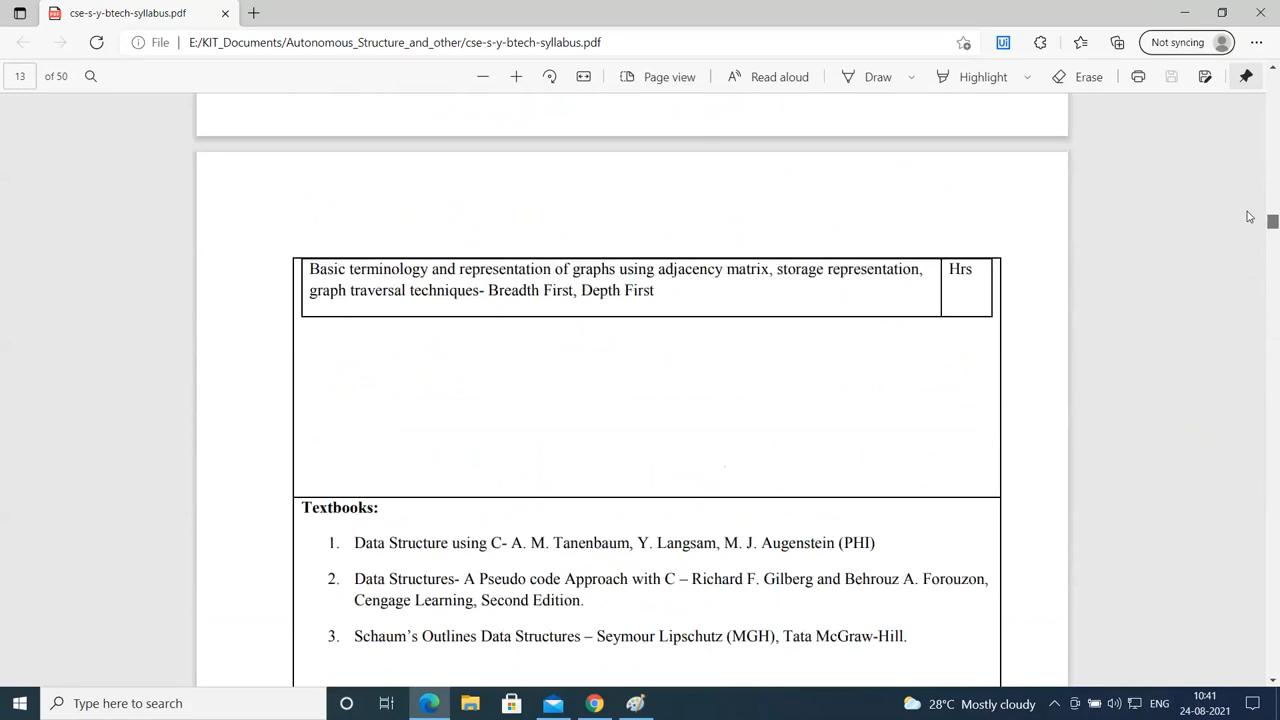 cse-s-y-btech-syllabus.pdf
File E:/KIT_Documents/Autonomous_Structure_and_other/cse-s-y-btech-syllabus.pdf Not syncing
13 of 50 Page view Read aloud Draw Highlight Erase
Basic terminology and representation of graphs using adjacency matrix, storage representation, Hrs
graph traversal techniques- Breadth First, Depth First
Textbooks:
1. Data Structure using C- A. M. Tanenbaum, Y. Langsam, M. J. Augenstein (PHI)
2. Data Structures- A Pseudo code Approach with C – Richard F. Gilberg and Behrouz A. Forouzon,
Cengage Learning, Second Edition.
3. Schaum’s Outlines Data Structures – Seymour Lipschutz (MGH), Tata McGraw-Hill.
Type here to search 28°C Mostly cloudy ENG 10:41
24-08-2021